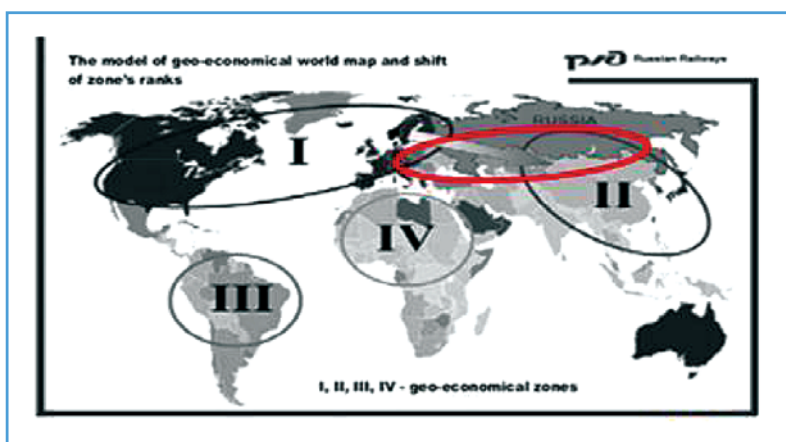 The model of geo-economical world map and shift
of zone's ranks
Russian Railways
RUSSIA
I
II
IV
III
I, II, III, IV - geo-economical zones